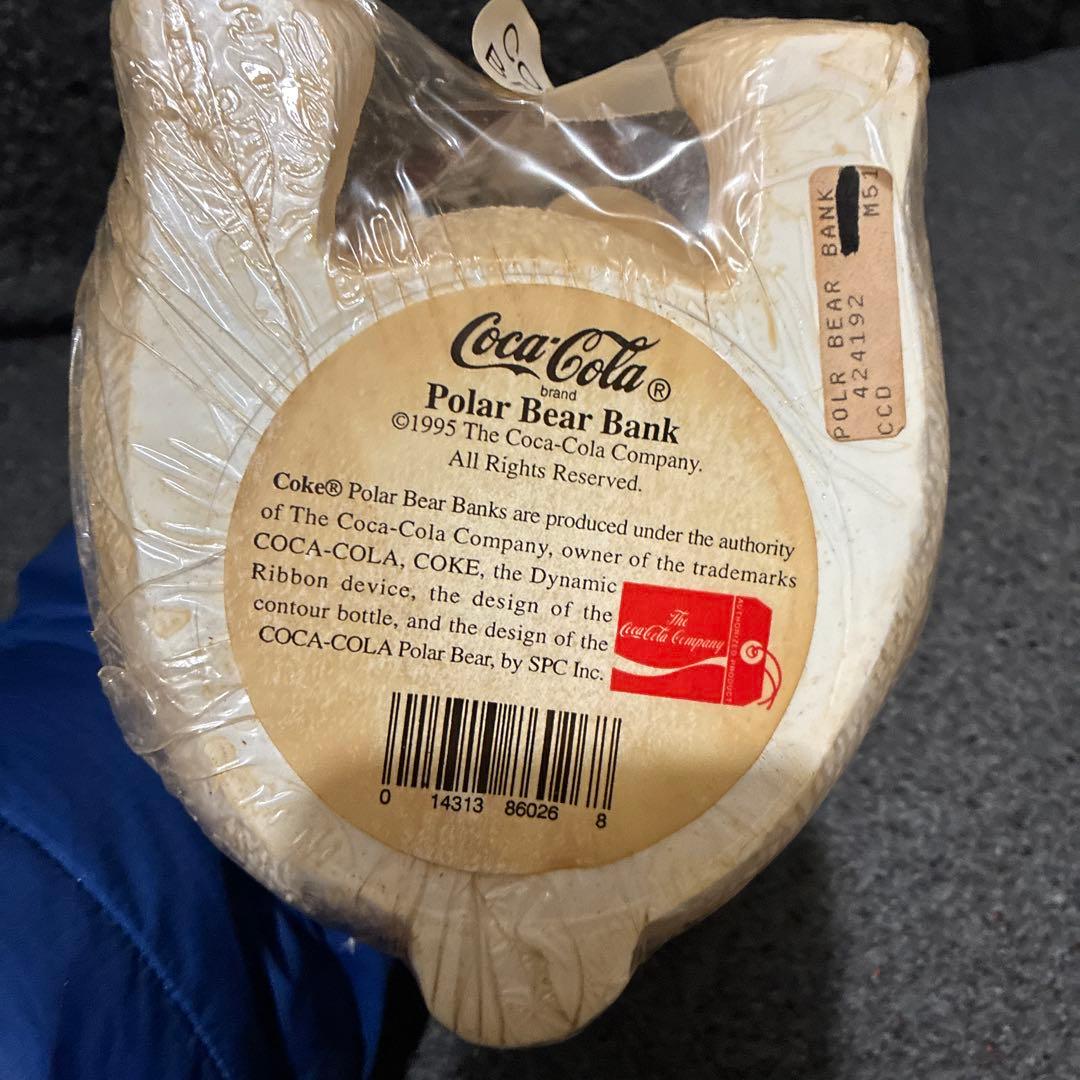 Coca-Cola®
brand
Polar Bear Bank
©1995 The Coca-Cola Company.
All Rights Reserved.
Coke® Polar Bear Banks are produced under the authority
of The Coca-Cola Company, owner of the trademarks
COCA-COLA, COKE, the Dynamic
Ribbon device, the design of the
contour bottle, and the design of the
COCA-COLA Polar Bear, by SPC Inc.
The
Coca-Cola Company
AUTHORIZED PRODUCT
0 14313 86026 8
POLR BEAR BANK
424192 M51
CCD